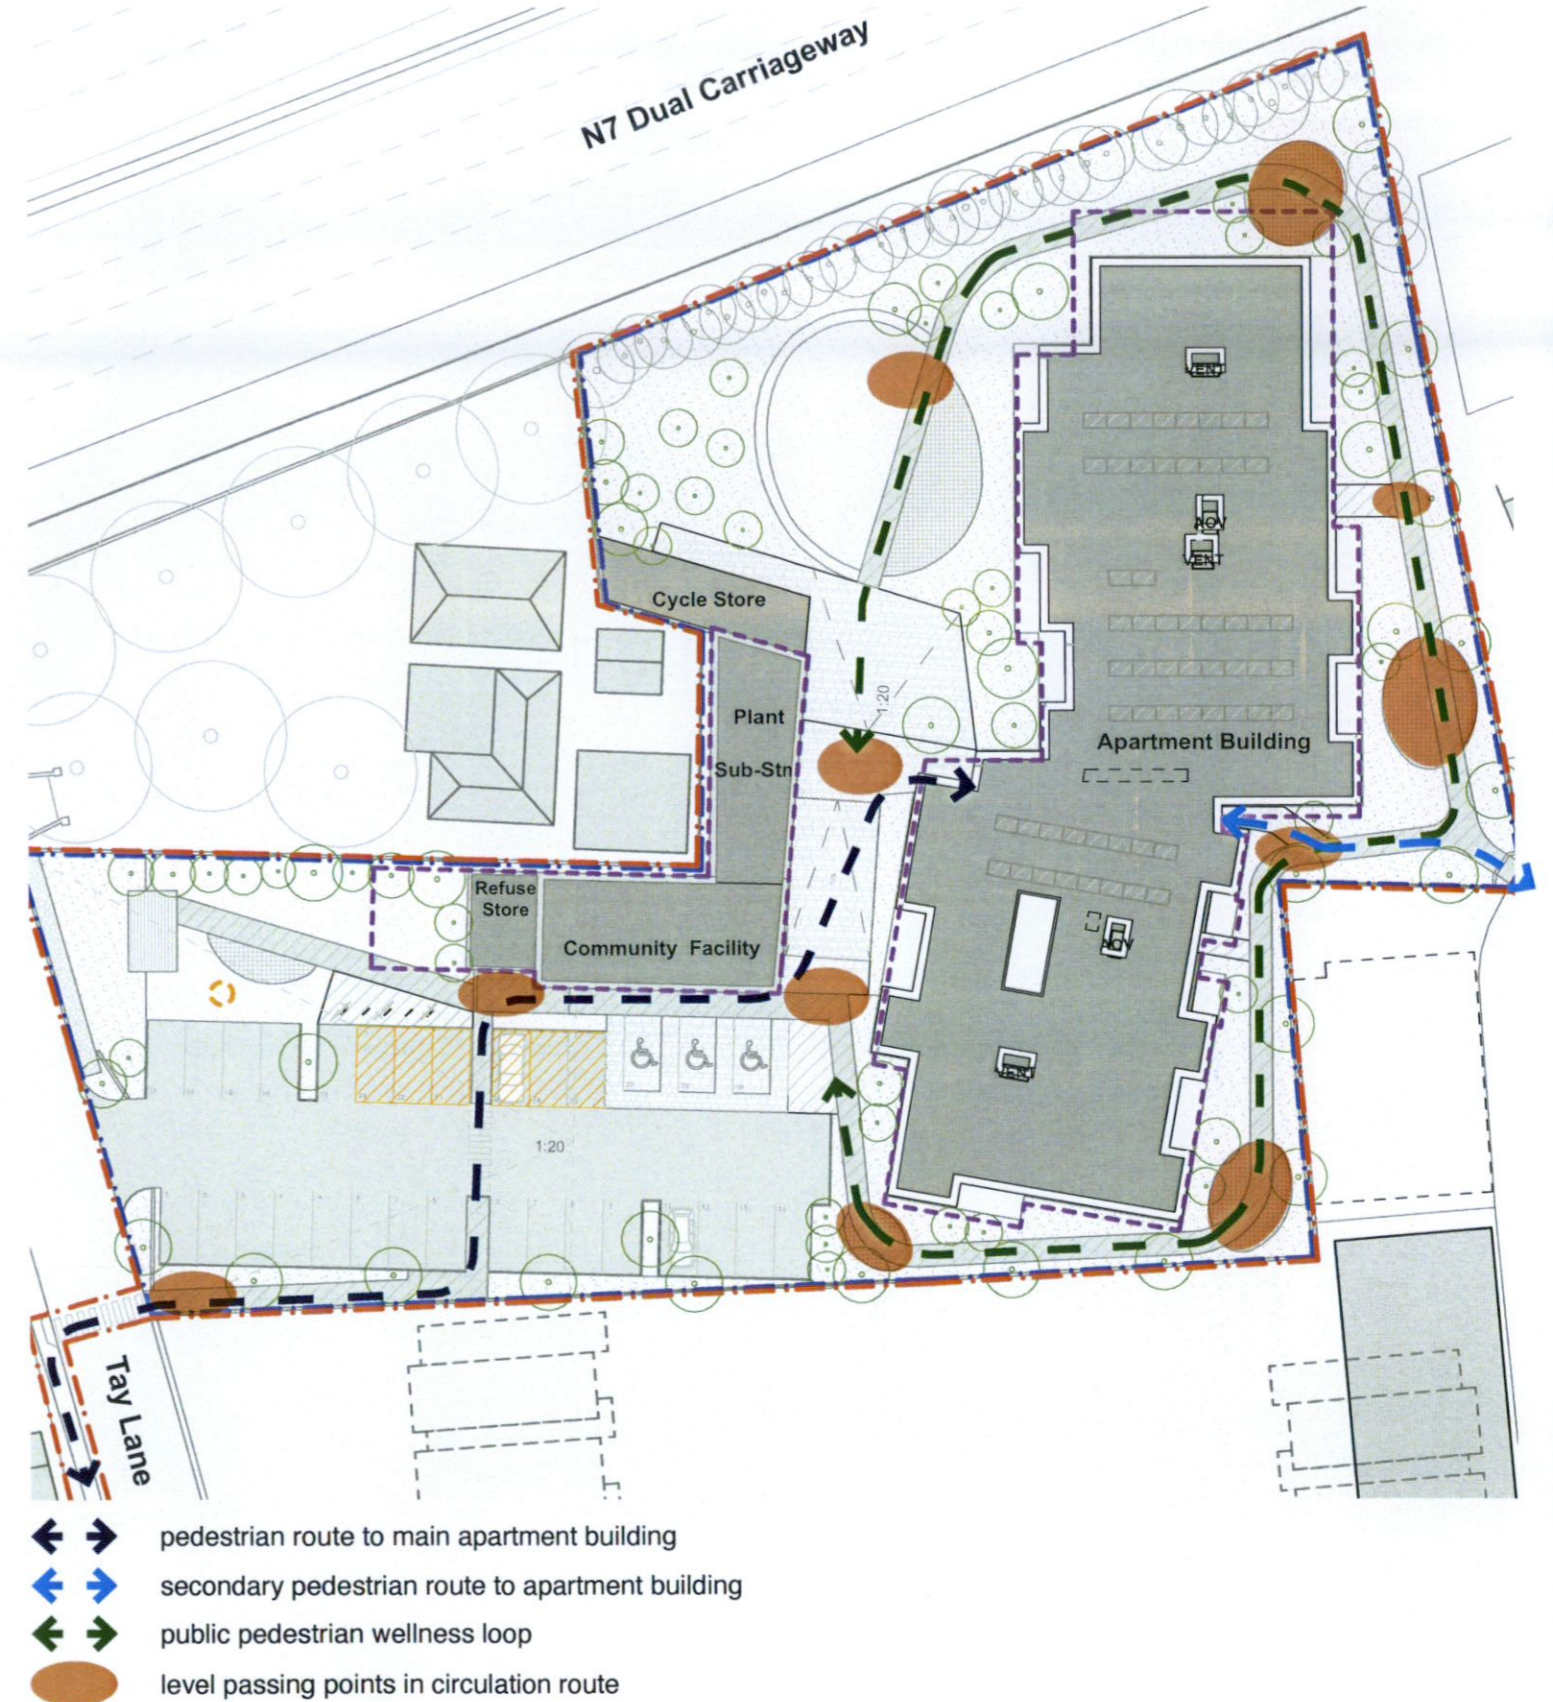 N7 Dual Carriageway
VENT
AOV
VENT
Cycle Store
1:20
Plant
Sub-Stn
Apartment Building
Refuse
Store
Community Facility
AOV
VENT
1:20
Tay Lane
pedestrian route to main apartment building
secondary pedestrian route to apartment building
public pedestrian wellness loop
level passing points in circulation route